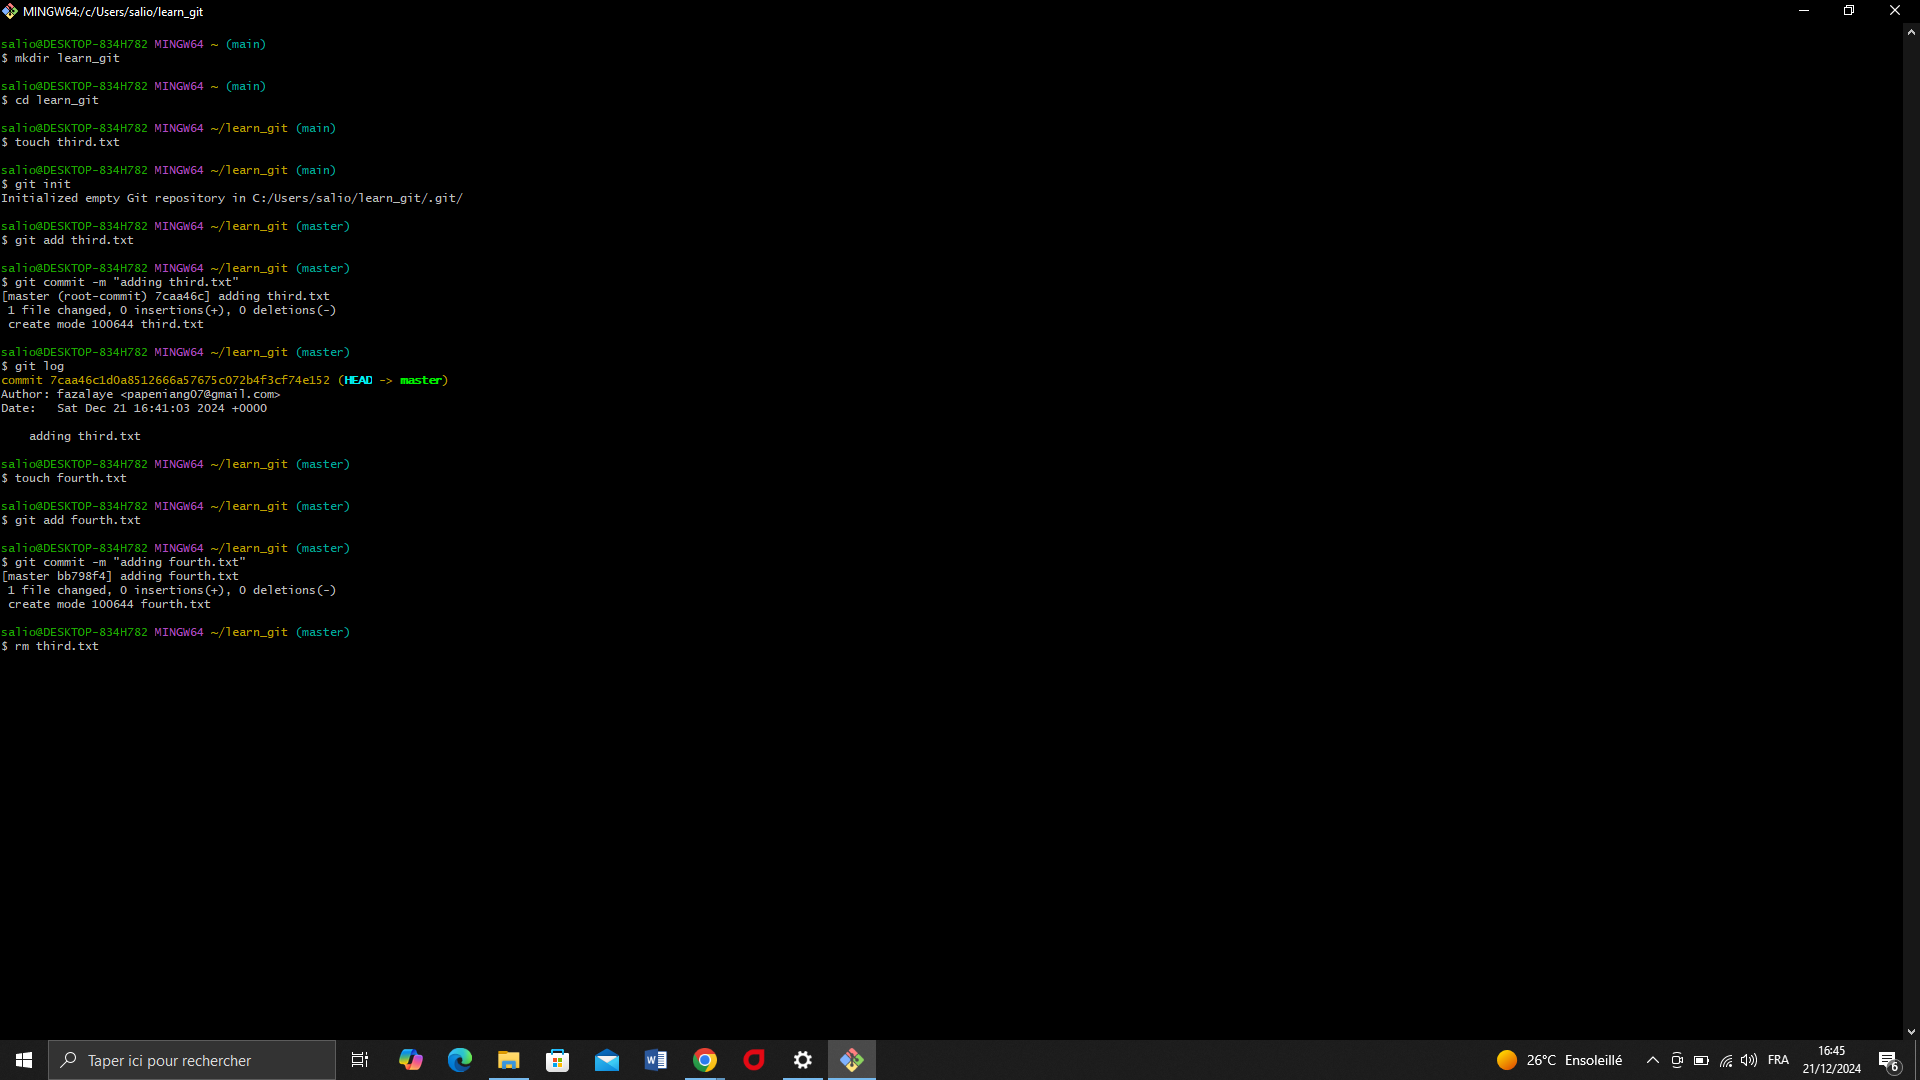 MINGW64:/c/Users/salio/learn_git
salio@DESKTOP-834H782 MINGW64 ~ (main)
$ mkdir learn_git
salio@DESKTOP-834H782 MINGW64 ~ (main)
$ cd learn_git
salio@DESKTOP-834H782 MINGW64 ~/learn_git (main)
$ touch third.txt
salio@DESKTOP-834H782 MINGW64 ~/learn_git (main)
$ git init
Initialized empty Git repository in C:/Users/salio/learn_git/.git/
salio@DESKTOP-834H782 MINGW64 ~/learn_git (master)
$ git add third.txt
salio@DESKTOP-834H782 MINGW64 ~/learn_git (master)
$ git commit -m "adding third.txt"
[master (root-commit) 7caa46c] adding third.txt
 1 file changed, 0 insertions(+), 0 deletions(-)
 create mode 100644 third.txt
salio@DESKTOP-834H782 MINGW64 ~/learn_git (master)
$ git log
commit 7caa46c1d0a8512666a57675c072b4f3cf74e152 (HEAD -> master)
Author: fazalaye <papeniang07@gmail.com>
Date:   Sat Dec 21 16:41:03 2024 +0000
    adding third.txt
salio@DESKTOP-834H782 MINGW64 ~/learn_git (master)
$ touch fourth.txt
salio@DESKTOP-834H782 MINGW64 ~/learn_git (master)
$ git add fourth.txt
salio@DESKTOP-834H782 MINGW64 ~/learn_git (master)
$ git commit -m "adding fourth.txt"
[master bb798f4] adding fourth.txt
 1 file changed, 0 insertions(+), 0 deletions(-)
 create mode 100644 fourth.txt
salio@DESKTOP-834H782 MINGW64 ~/learn_git (master)
$ rm third.txt
Taper ici pour rechercher
26°C Ensoleillé
FRA
16:45
21/12/2024
6